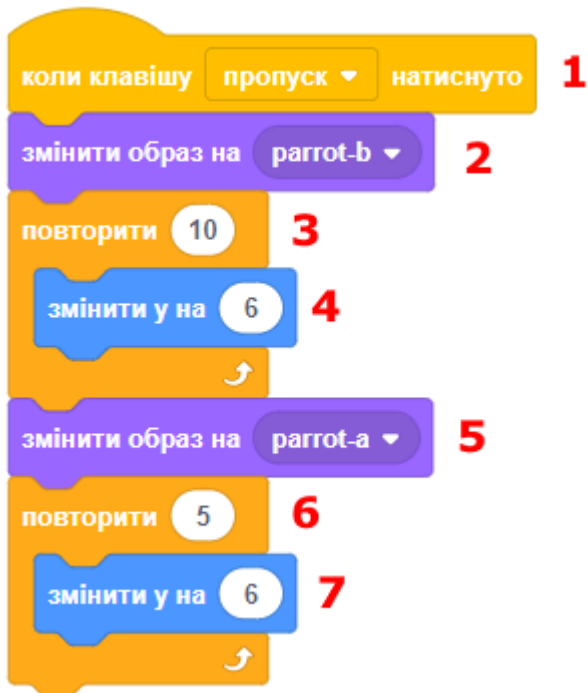 коли клавішу пропуск натиснуто 1
змінити образ на parrot-b 2
повторити 10 3
змінити y на 6 4
змінити образ на parrot-a 5
повторити 5 6
змінити y на 6 7